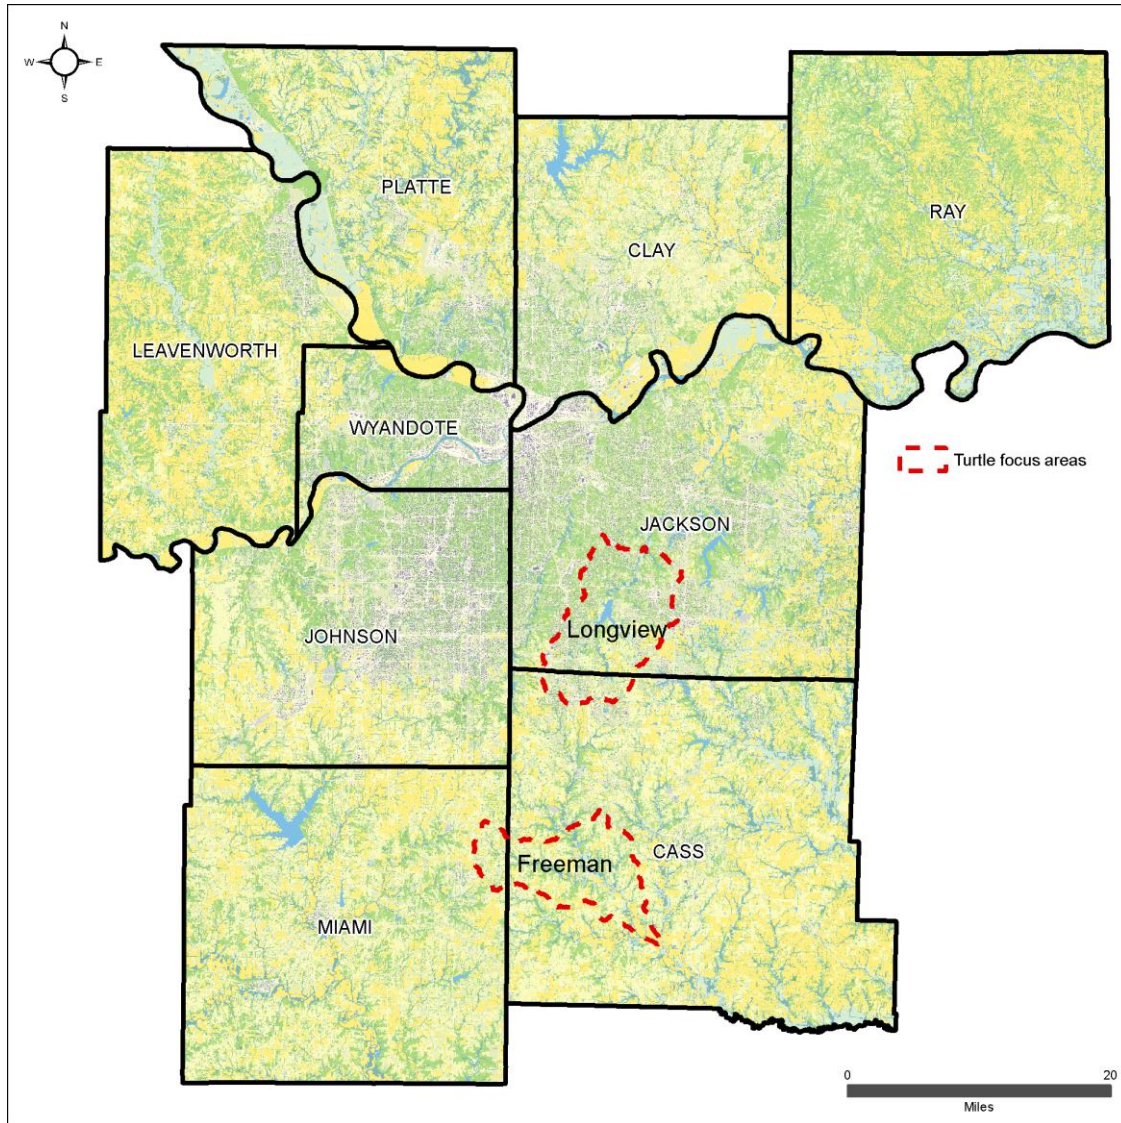 N
W E
S
PLATTE
RAY
CLAY
LEAVENWORTH
WYANDOTE
Turtle focus areas
JACKSON
Longview
JOHNSON
CASS
Freeman
MIAMI
0 20
Miles